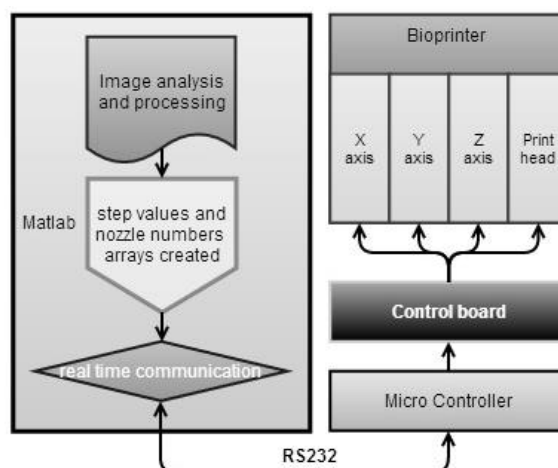 Image analysis
and processing
Matlab
step values and
nozzle numbers
arrays created
real time communication
RS232
Bioprinter
X
axis
Y
axis
Z
axis
Print
head
Control board
Micro Controller